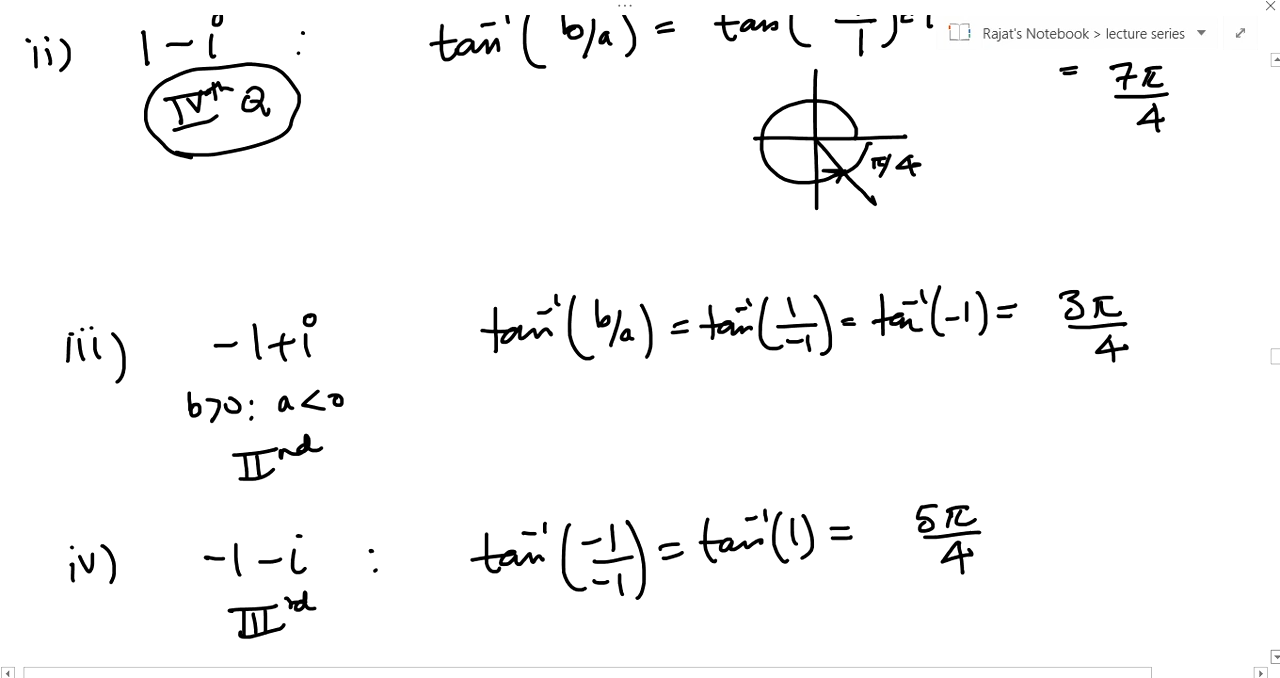 ii) 1 - i : tan⁻¹( b/a) =
Rajat's Notebook > lecture series
= 7π/4
IVth Q
π/4
iii) -1+i tan⁻¹(b/a) = tan⁻¹(1/-1) = tan⁻¹(-1) = 3π/4
b>0: a<0
IInd
iv) -1 - i : tan⁻¹(-1/-1) = tan⁻¹(1) = 5π/4
IIIrd